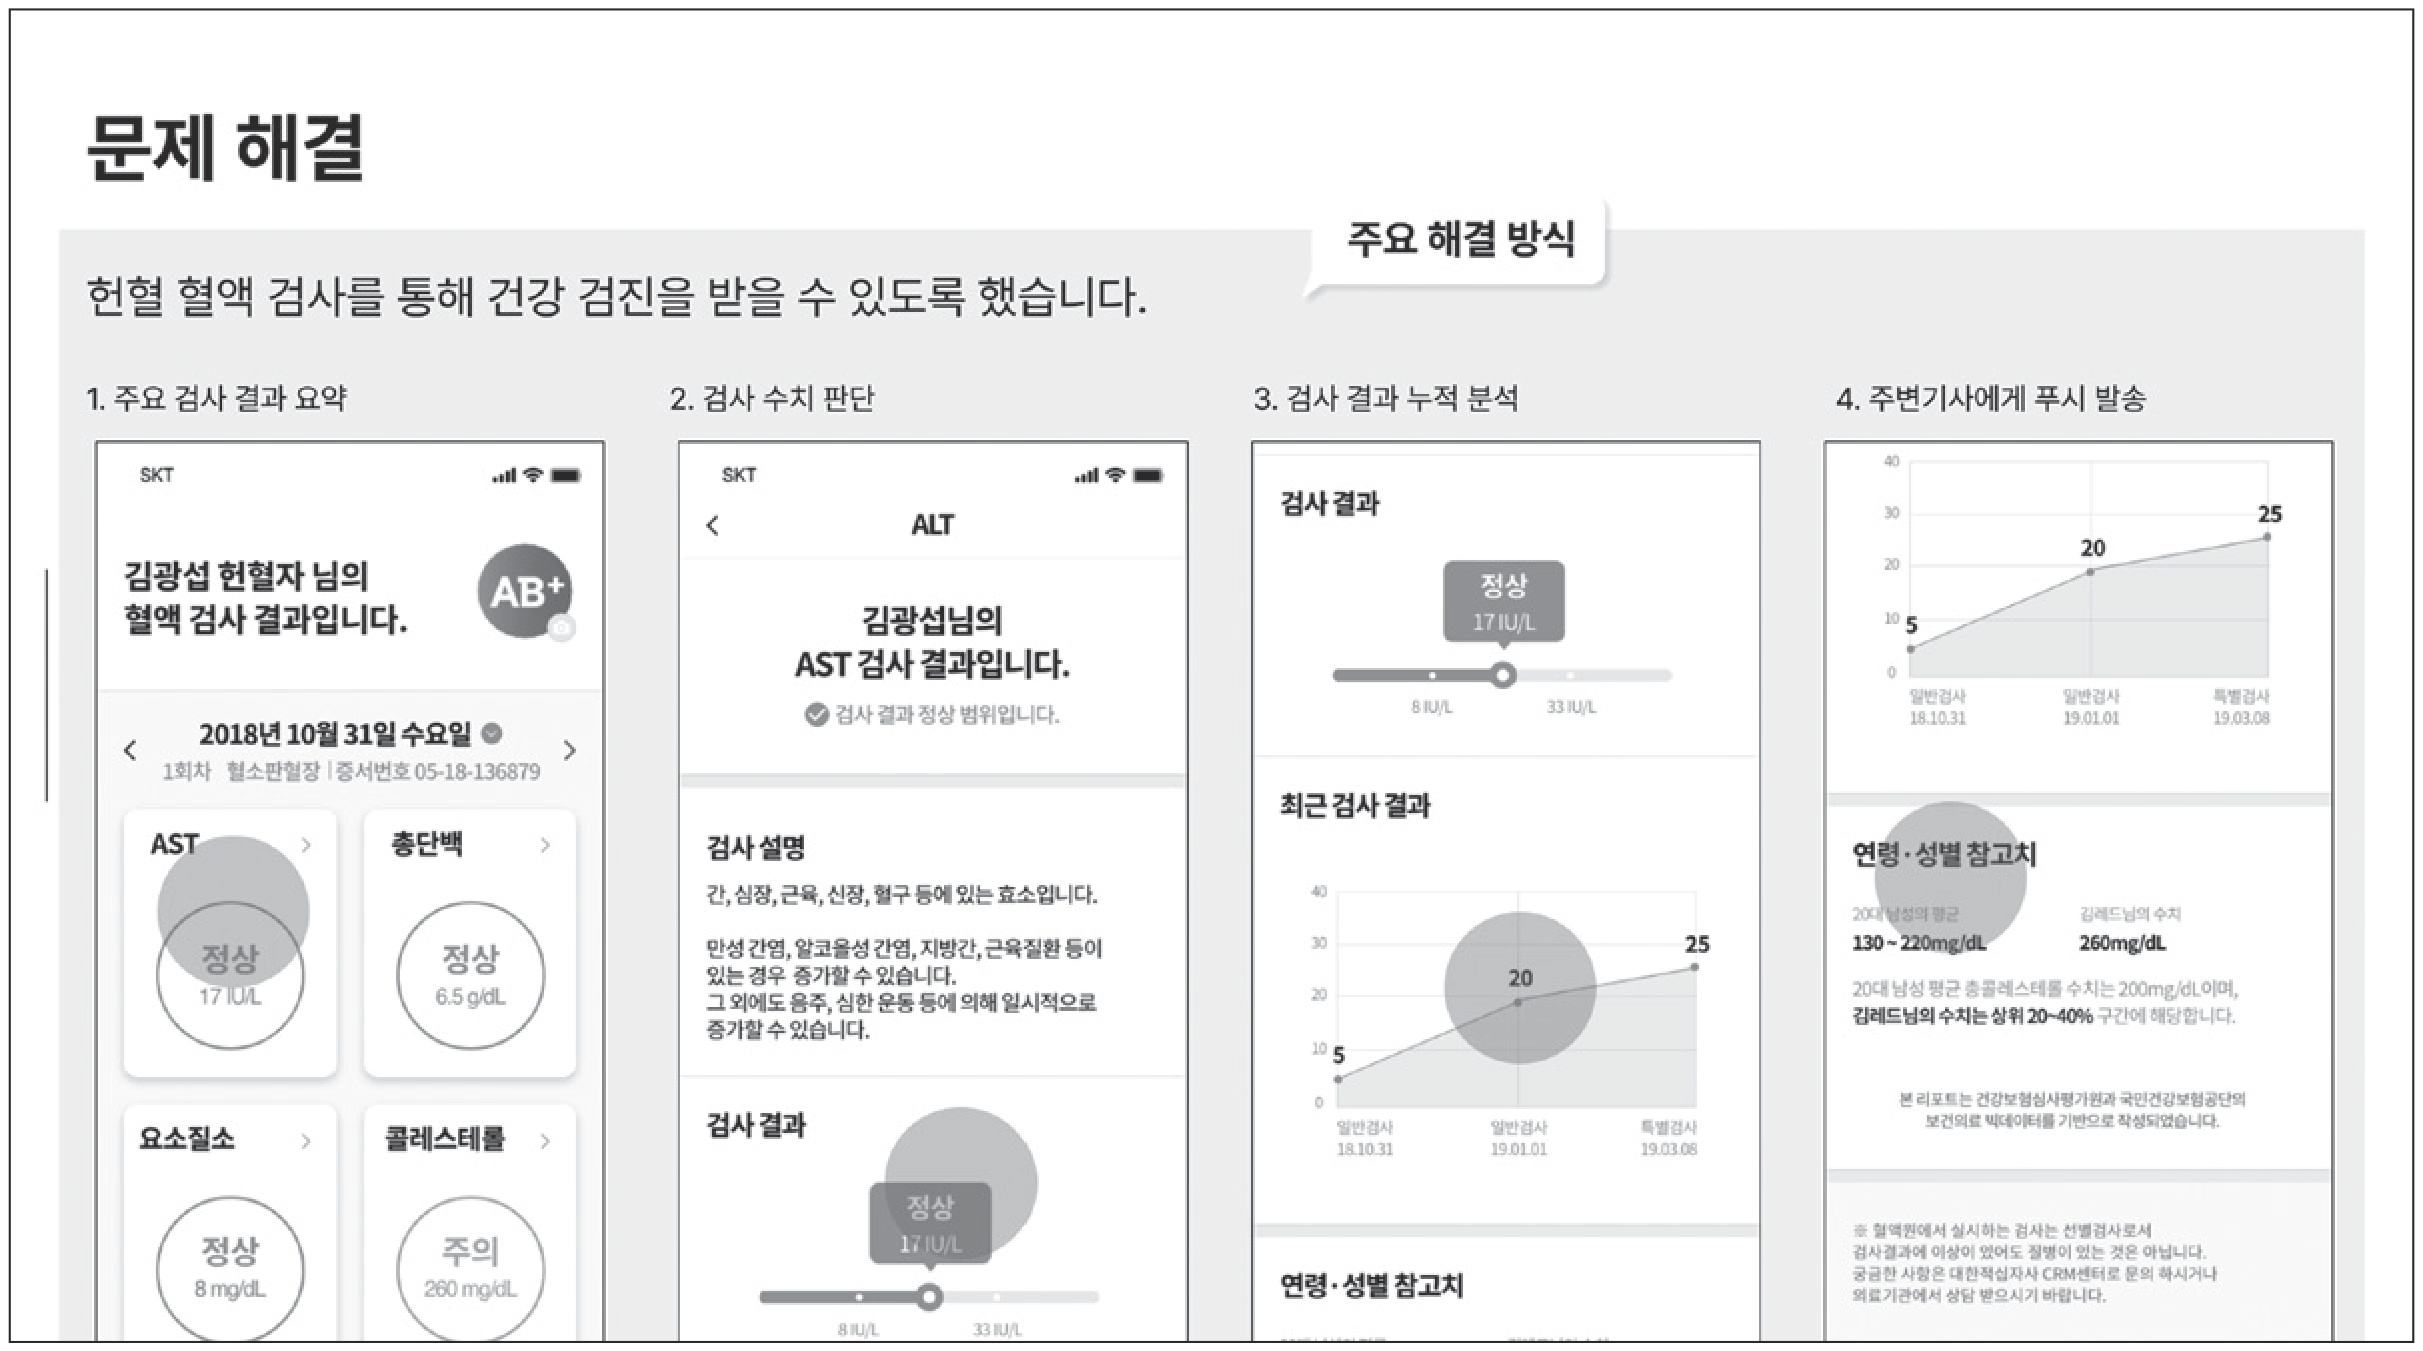 문제 해결
주요 해결 방식
헌혈 혈액 검사를 통해 건강 검진을 받을 수 있도록 했습니다.
1. 주요 검사 결과 요약
SKT
김광섭 헌혈자 님의
혈액 검사 결과입니다.
AB+
2018년 10월 31일 수요일
1회차 혈소판혈장 | 증서번호 05-18-136879
AST
정상
17 IU/L
총단백
정상
6.5 g/dL
요소질소
정상
8 mg/dL
콜레스테롤
주의
260 mg/dL
2. 검사 수치 판단
SKT
ALT
김광섭님의
AST 검사 결과입니다.
검사 결과 정상 범위입니다.
검사 설명
간, 심장, 근육, 신장, 혈구 등에 있는 효소입니다.
만성 간염, 알코올성 간염, 지방간, 근육질환 등이
있는 경우 증가할 수 있습니다.
그 외에도 음주, 심한 운동 등에 의해 일시적으로
증가할 수 있습니다.
검사 결과
정상
17 IU/L
8 IU/L 33 IU/L
3. 검사 결과 누적 분석
검사 결과
정상
17 IU/L
8 IU/L 33 IU/L
최근 검사 결과
40
30
20
10
0
5
20
25
일반검사 일반검사 특별검사
18.10.31 19.01.01 19.03.08
연령·성별 참고치
4. 주변기사에게 푸시 발송
40
30
20
10
0
5
20
25
일반검사 일반검사 특별검사
18.10.31 19.01.01 19.03.08
연령·성별 참고치
20대 남성의 평균 김레드님의 수치
130 ~ 220mg/dL 260mg/dL
20대 남성 평균 총콜레스테롤 수치는 200mg/dL이며,
김레드님의 수치는 상위 20~40% 구간에 해당합니다.
본 리포트는 건강보험심사평가원과 국민건강보험공단의
보건의료 빅데이터를 기반으로 작성되었습니다.
※ 혈액원에서 실시하는 검사는 선별검사로서
검사결과에 이상이 있어도 질병이 있는 것은 아닙니다.
궁금한 사항은 대한적십자사 CRM센터로 문의 하시거나
의료기관에서 상담 받으시기 바랍니다.